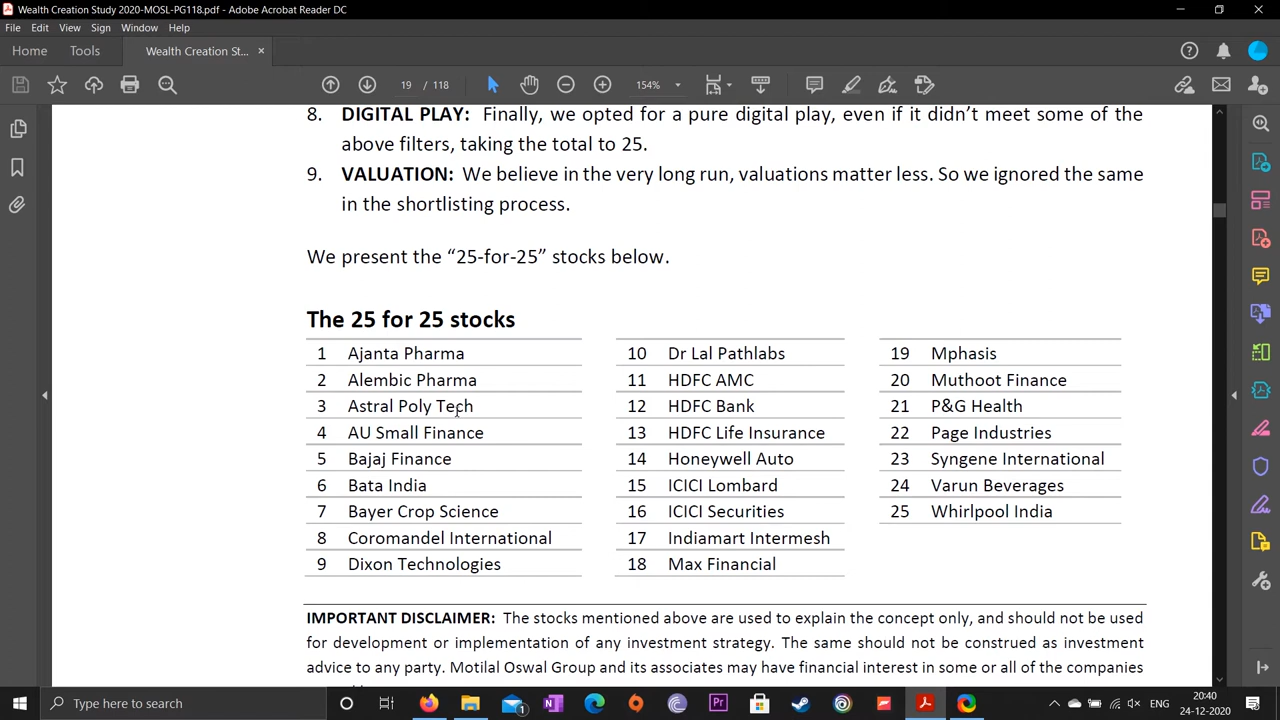 Wealth Creation Study 2020-MOSL-PG118.pdf - Adobe Acrobat Reader DC
File Edit View Sign Window Help
Home Tools Wealth Creation St... ×
19 / 118 154%
8. DIGITAL PLAY: Finally, we opted for a pure digital play, even if it didn't meet some of the
above filters, taking the total to 25.
9. VALUATION: We believe in the very long run, valuations matter less. So we ignored the same
in the shortlisting process.
We present the “25-for-25” stocks below.
The 25 for 25 stocks
1 Ajanta Pharma
2 Alembic Pharma
3 Astral Poly Tech
4 AU Small Finance
5 Bajaj Finance
6 Bata India
7 Bayer Crop Science
8 Coromandel International
9 Dixon Technologies
10 Dr Lal Pathlabs
11 HDFC AMC
12 HDFC Bank
13 HDFC Life Insurance
14 Honeywell Auto
15 ICICI Lombard
16 ICICI Securities
17 Indiamart Intermesh
18 Max Financial
19 Mphasis
20 Muthoot Finance
21 P&G Health
22 Page Industries
23 Syngene International
24 Varun Beverages
25 Whirlpool India
IMPORTANT DISCLAIMER: The stocks mentioned above are used to explain the concept only, and should not be used
for development or implementation of any investment strategy. The same should not be construed as investment
advice to any party. Motilal Oswal Group and its associates may have financial interest in some or all of the companies
Type here to search
ENG
20:40
24-12-2020